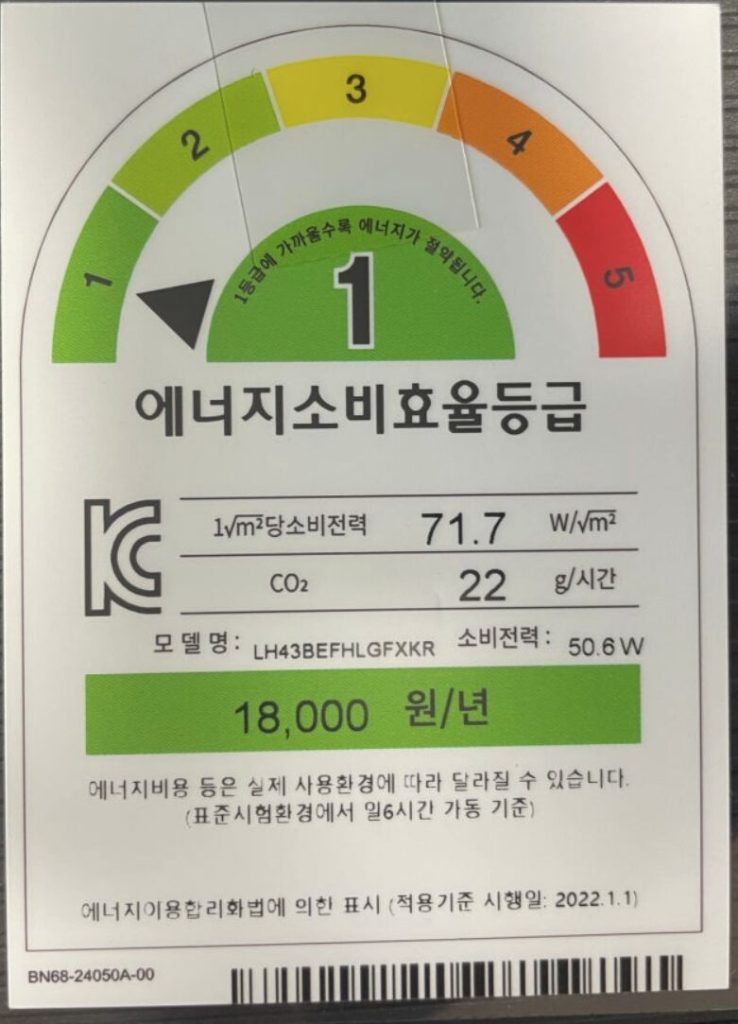 1
2
3
4
5
1등급에 가까울수록 에너지가 절약됩니다.
1
에너지소비효율등급
1√m²당소비전력 71.7 W/√m²
CO₂ 22 g/시간
모델명: LH43BEFHLGFXKR 소비전력: 50.6 W
18,000 원/년
에너지비용 등은 실제 사용환경에 따라 달라질 수 있습니다.
(표준시험환경에서 일6시간 가동 기준)
에너지이용합리화법에 의한 표시 (적용기준 시행일: 2022.1.1)
BN68-24050A-00